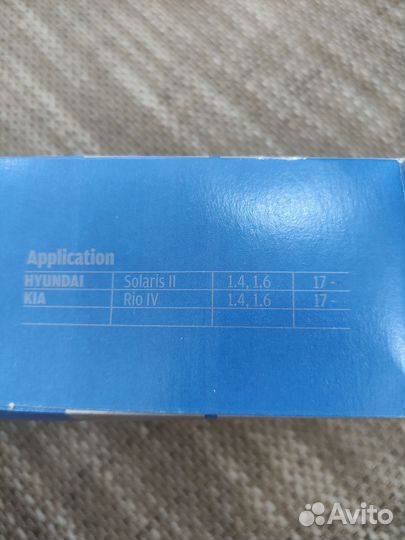 Application
HYUNDAI Solaris II 1.4, 1.6 17 -
KIA Rio IV 1.4, 1.6 17 -
Avito